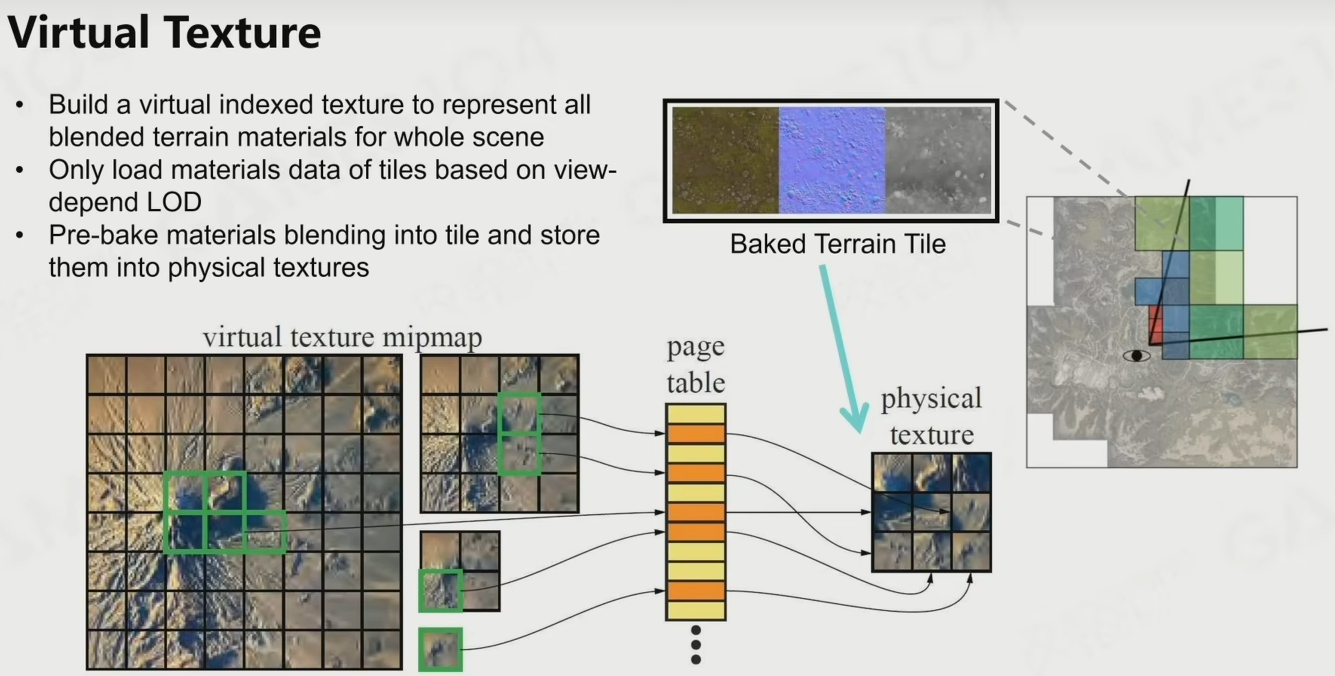 Virtual Texture
• Build a virtual indexed texture to represent all
blended terrain materials for whole scene
• Only load materials data of tiles based on view-
depend LOD
• Pre-bake materials blending into tile and store
them into physical textures
Baked Terrain Tile
virtual texture mipmap
page
table
physical
texture